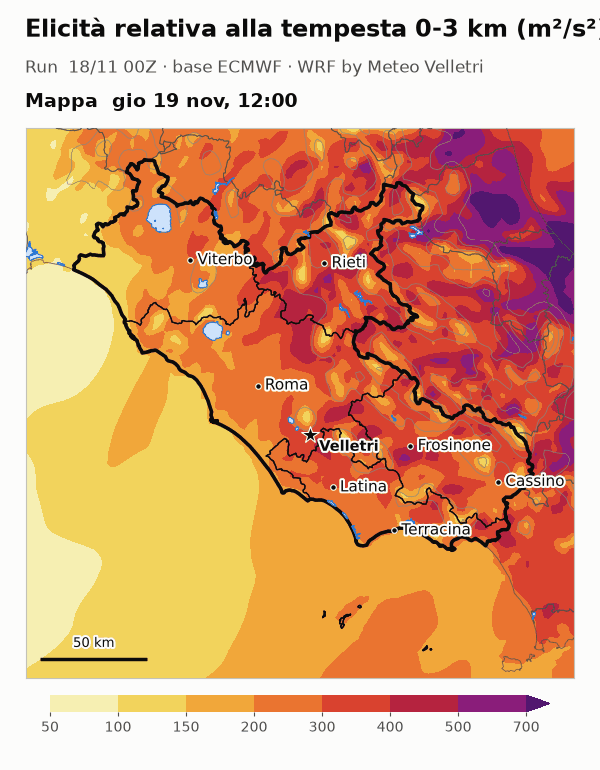 Elicità relativa alla tempesta 0-3 km (m²/s²)
Run 18/11 00Z · base ECMWF · WRF by Meteo Velletri
Mappa gio 19 nov, 12:00
Viterbo
Rieti
Roma
Velletri
Frosinone
Latina
Cassino
Terracina
50 km
50 100 150 200 300 400 500 700